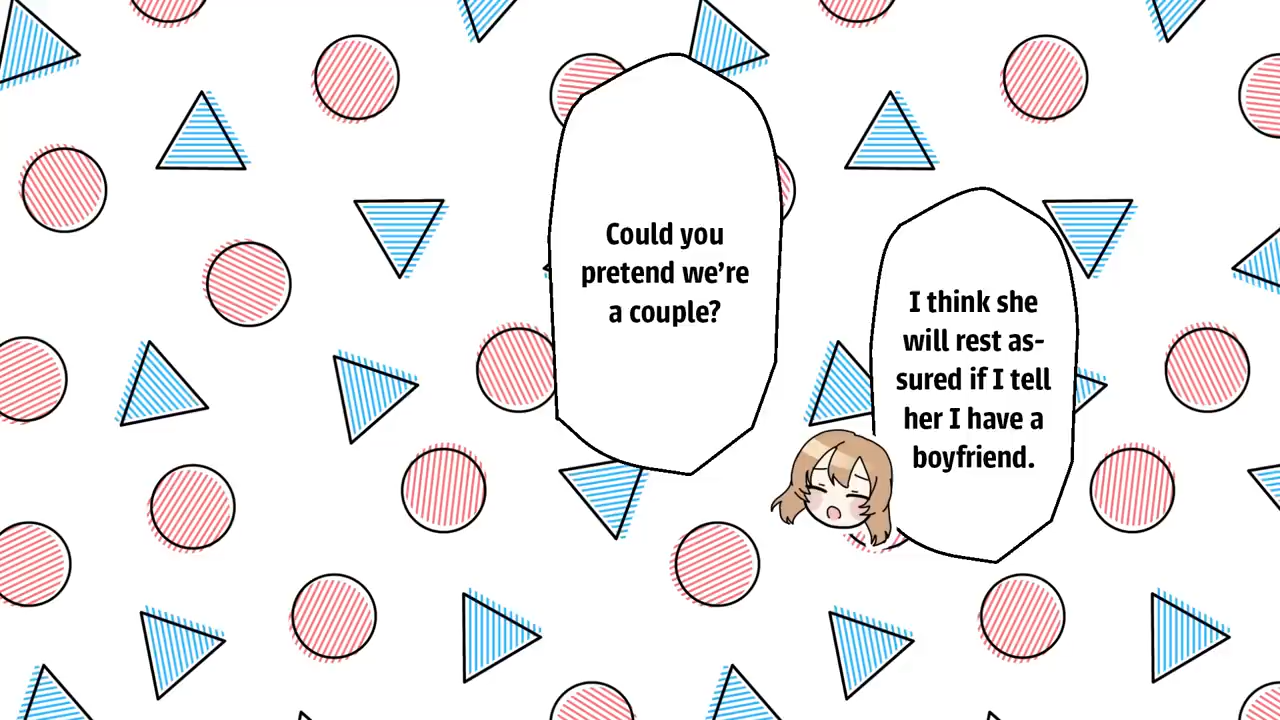 I think she
will rest as-
sured if I tell
her I have a
boyfriend.
Could you
pretend we’re
a couple?